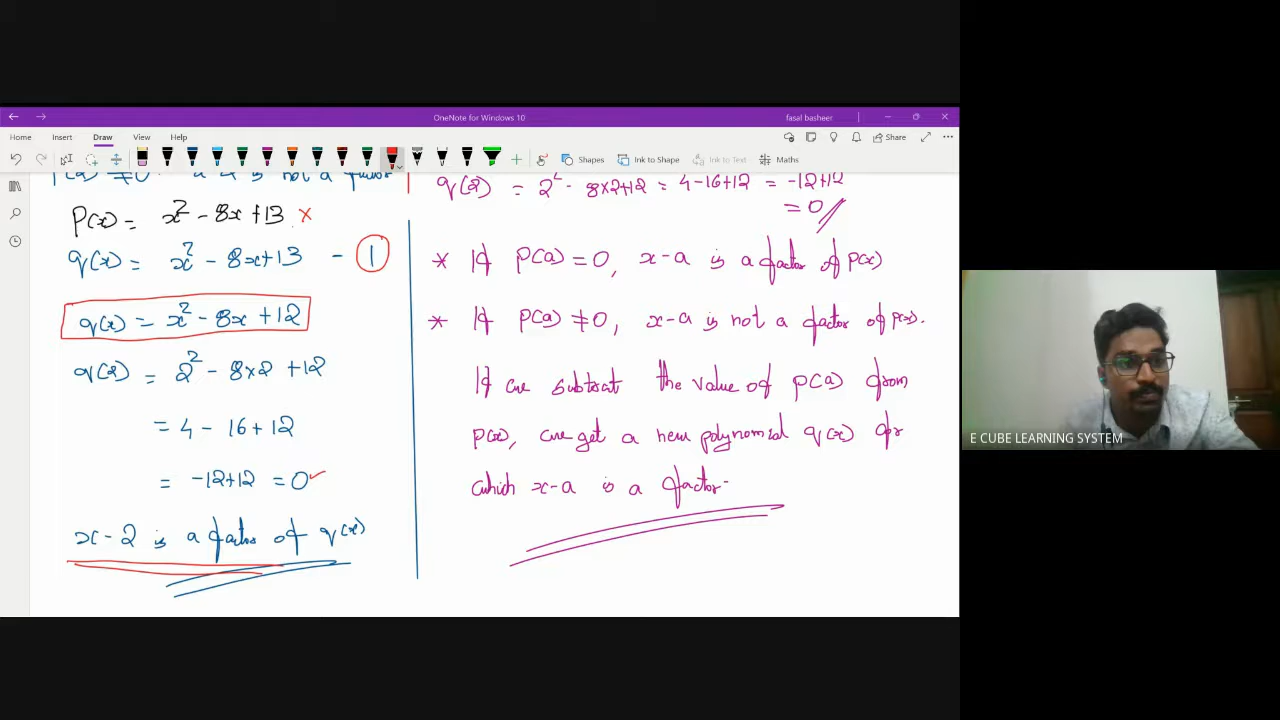 OneNote for Windows 10
fasal basheer
Home Insert Draw View Help
Share
Shapes Ink to Shape Ink to Text Maths
is not a factor
P(x) = x² - 8x + 13 ×
q(x) = x² - 8x + 13 - 1
q(x) = x² - 8x + 12
q(2) = 2² - 8×2 + 12
= 4 - 16 + 12
= -12+12 = 0 ✓
x - 2 is a factor of q(x)
q(2) = 2² - 8×2+12 = 4-16+12 = -12+12
= 0
* If P(a) = 0, x-a is a factor of p(x)
* If P(a) ≠ 0, x-a is not a factor of p(x).
If we subtract the value of p(a) from
p(x), we get a new polynomial q(x) for
which x-a is a factor.
E CUBE LEARNING SYSTEM